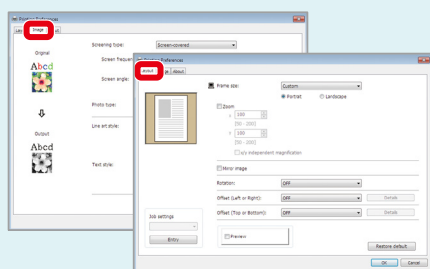 Printing Preferences
Image
Original
Abcd
Output
Abcd
Screening type:
Screen-covered
Screen angle:
Photo type:
Line art style:
Text style:
Preferences
Layout
About
Frame size:
Custom
Portrait
Landscape
Zoom
100
[50 - 200]
100
[50 - 200]
x/y independent magnification
Mirror image
Rotation:
OFF
Offset (Left or Right):
OFF
Details
Offset (Top or Bottom):
OFF
Details
Job settings
Entry
Preview
Restore default
OK
Cancel